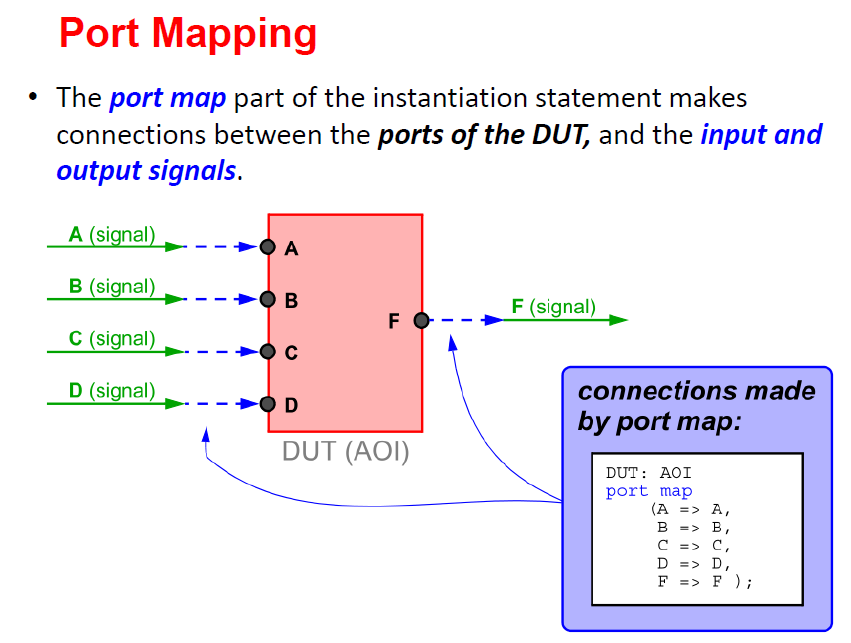 Port Mapping
• The port map part of the instantiation statement makes
connections between the ports of the DUT, and the input and
output signals.
A (signal)
A
B (signal)
B
C (signal)
C
D (signal)
D
F
F (signal)
DUT (AOI)
connections made
by port map:
DUT: AOI
port map
(A => A,
B => B,
C => C,
D => D,
F => F );